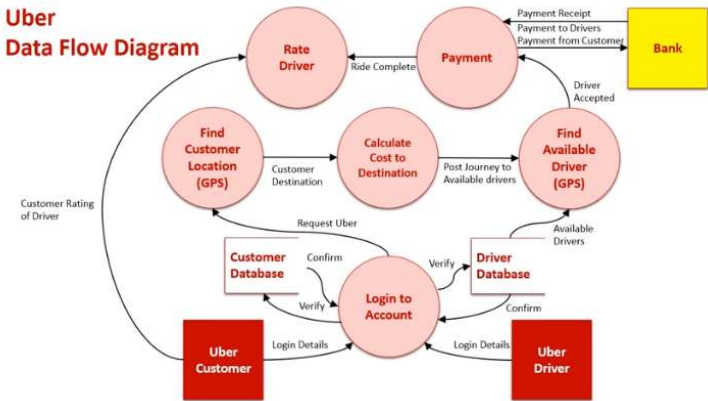 Uber
Data Flow Diagram
Rate
Driver
Ride Complete
Payment
Payment Receipt
Payment to Drivers
Payment from Customer
Bank
Driver
Accepted
Find
Customer
Location
(GPS)
Customer
Destination
Calculate
Cost to
Destination
Post Journey to
Available drivers
Find
Available
Driver
(GPS)
Customer Rating
of Driver
Request Uber
Available
Drivers
Customer
Database
Confirm
Verify
Driver
Database
Verify
Confirm
Login to
Account
Uber
Customer
Login Details
Login Details
Uber
Driver